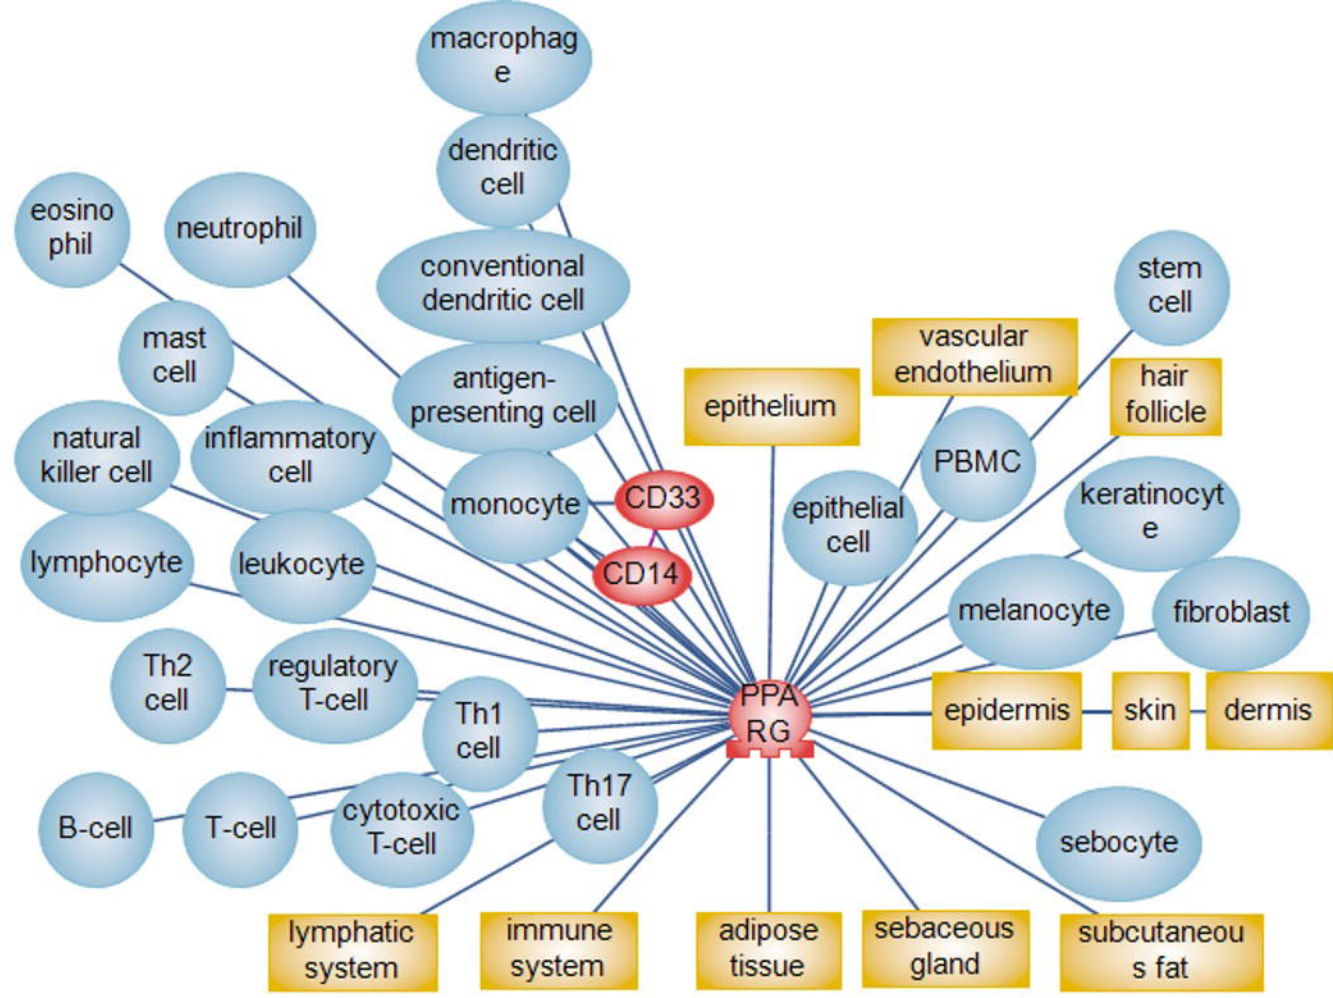 macrophag
e
dendritic
cell
eosino
phil
neutrophil
conventional
dendritic cell
stem
cell
mast
cell
vascular
endothelium
antigen-
presenting cell
epithelium
hair
follicle
natural
killer cell
inflammatory
cell
PBMC
monocyte
CD33
epithelial
cell
keratinocyt
e
lymphocyte
leukocyte
CD14
melanocyte
fibroblast
Th2
cell
regulatory
T-cell
Th1
cell
PPA
RG
epidermis
skin
dermis
B-cell
T-cell
cytotoxic
T-cell
Th17
cell
sebocyte
lymphatic
system
immune
system
adipose
tissue
sebaceous
gland
subcutaneou
s fat